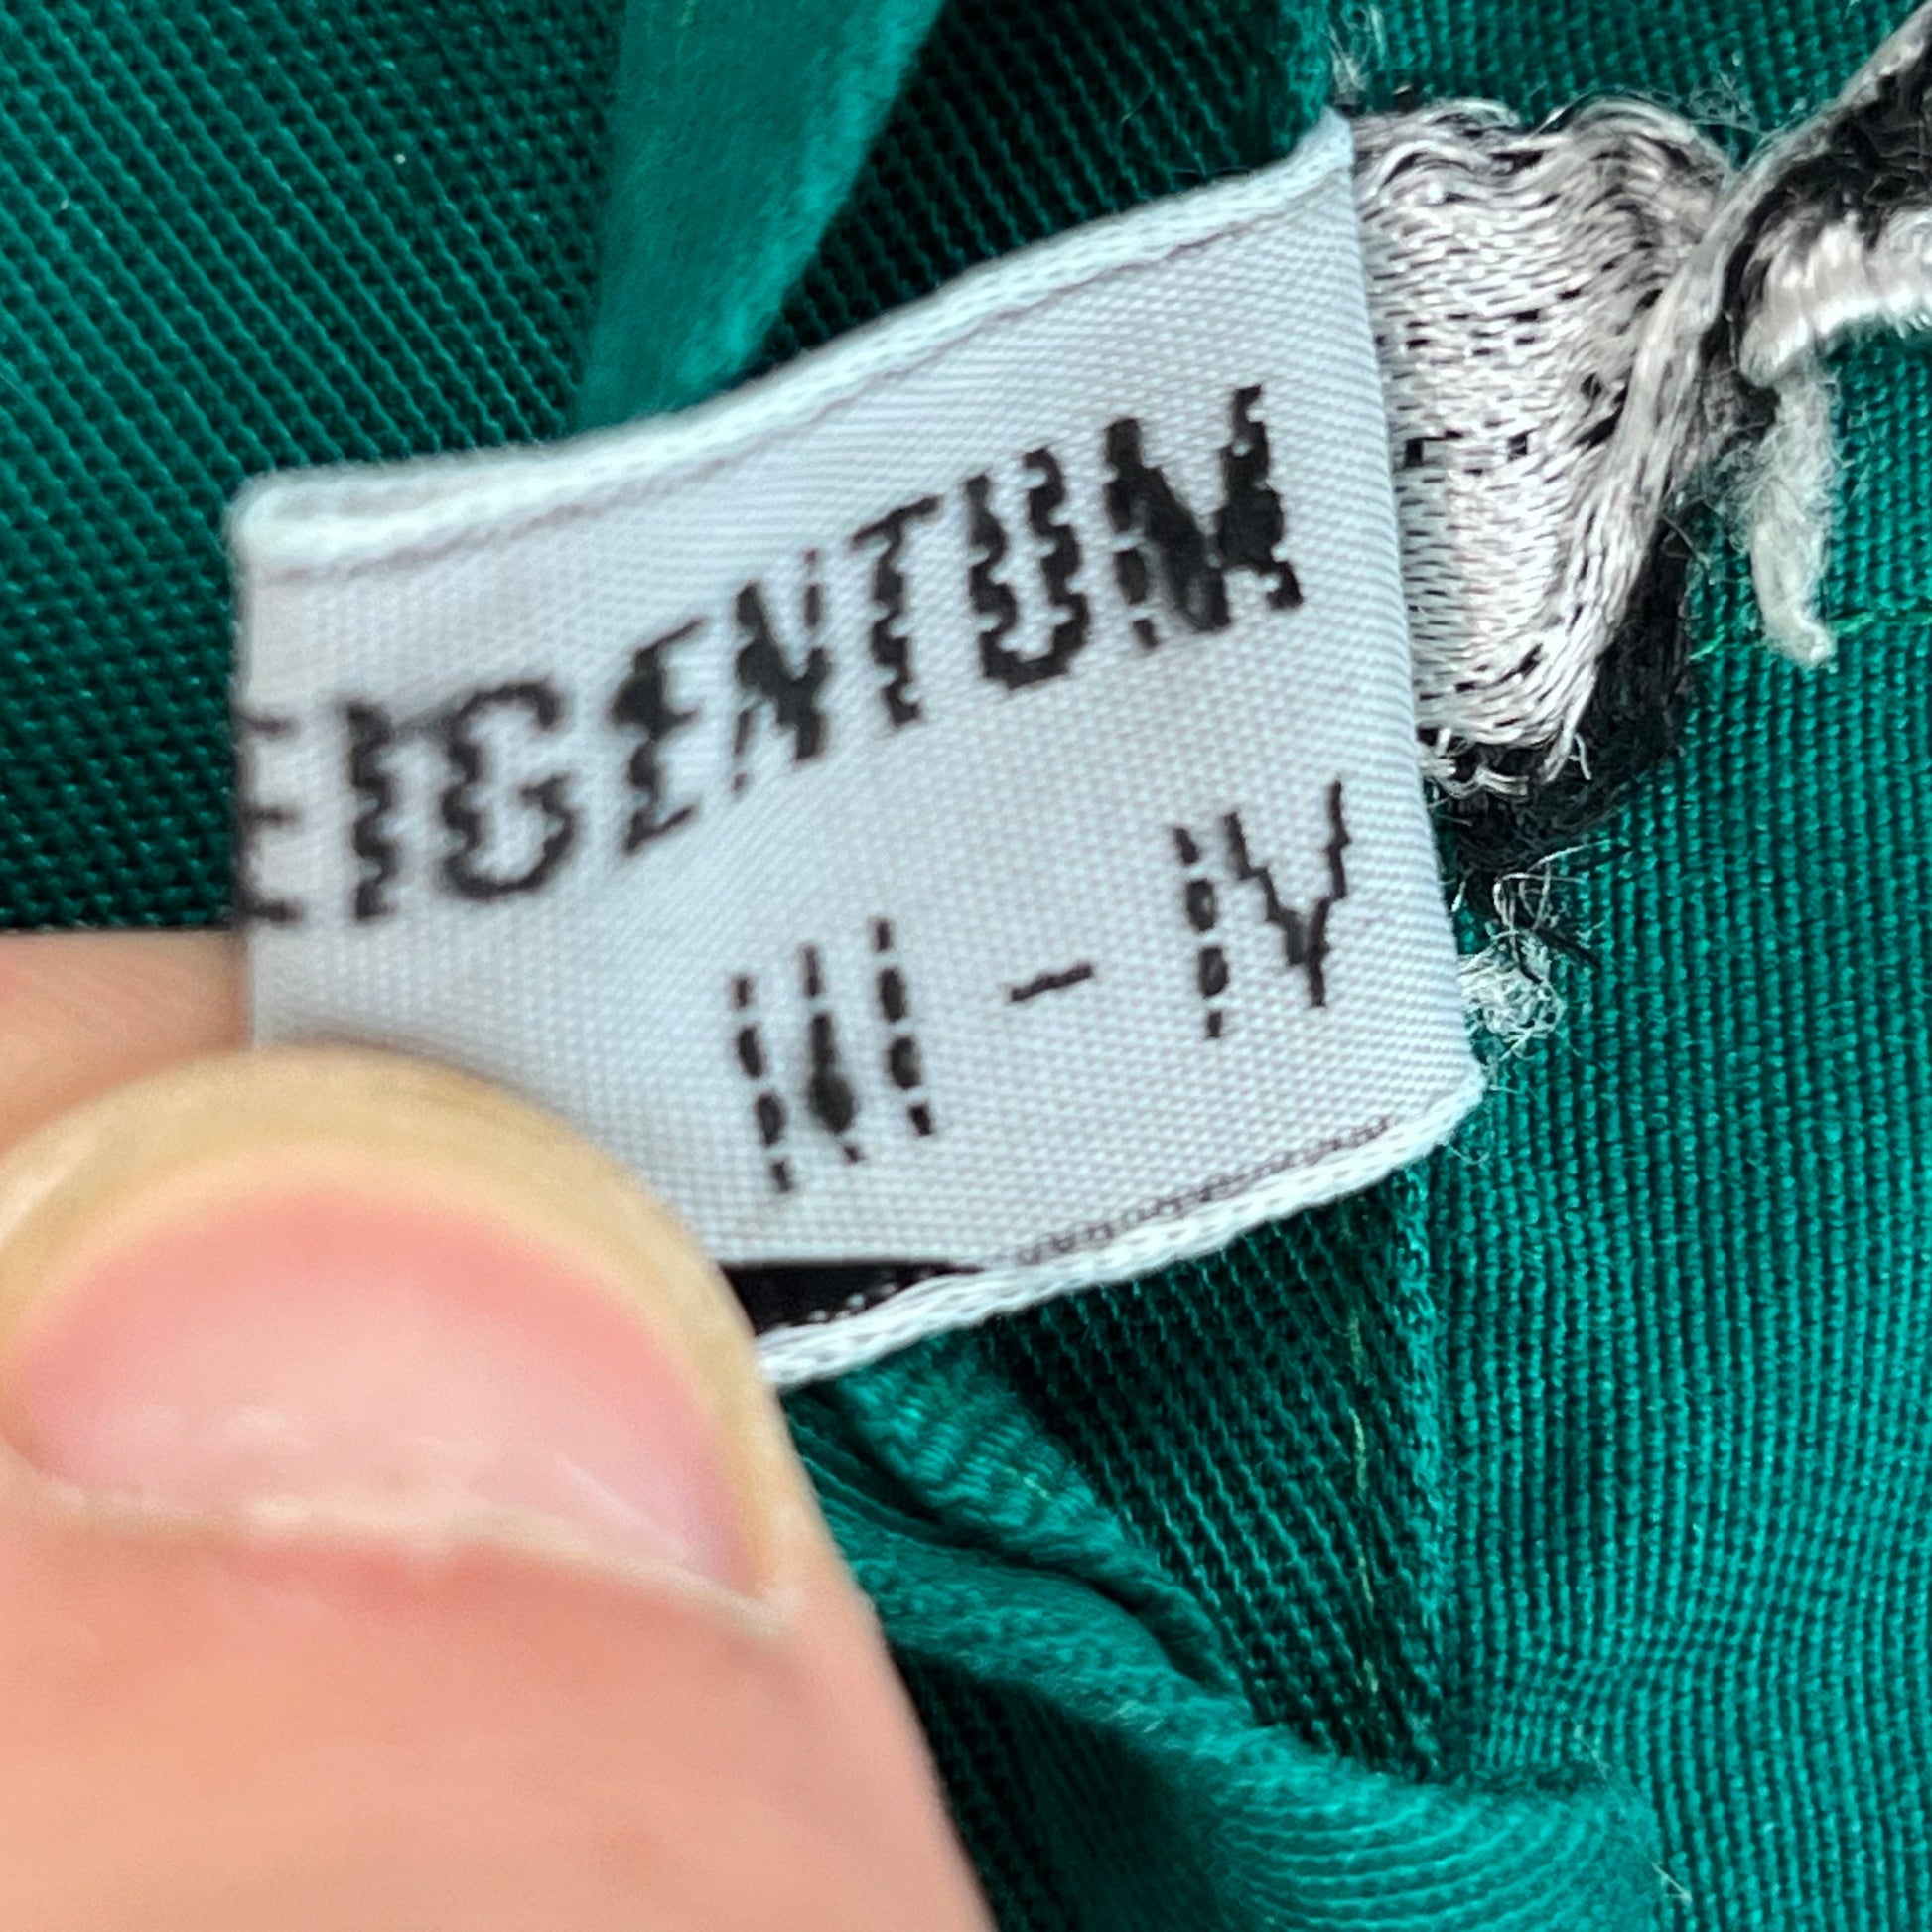 EIGENTUM
III - IV